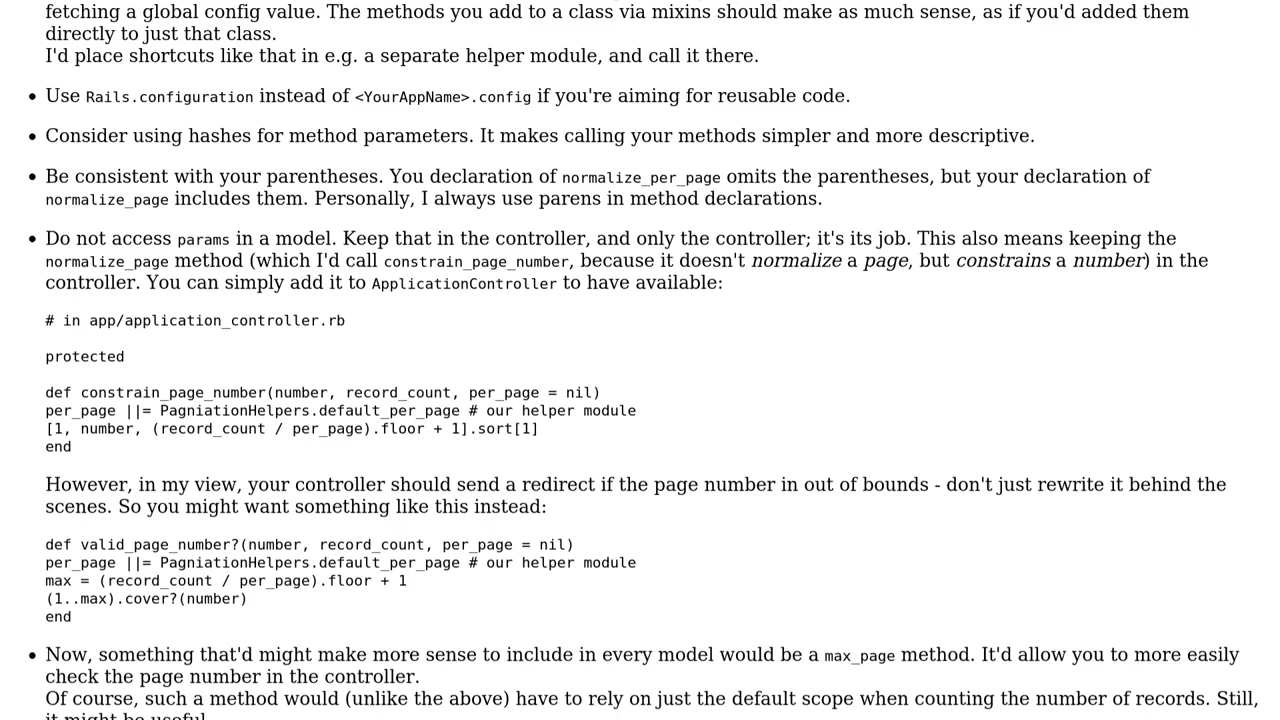 fetching a global config value. The methods you add to a class via mixins should make as much sense, as if you'd added them
directly to just that class.
I'd place shortcuts like that in e.g. a separate helper module, and call it there.
• Use Rails.configuration instead of <YourAppName>.config if you're aiming for reusable code.
• Consider using hashes for method parameters. It makes calling your methods simpler and more descriptive.
• Be consistent with your parentheses. You declaration of normalize_per_page omits the parentheses, but your declaration of
normalize_page includes them. Personally, I always use parens in method declarations.
• Do not access params in a model. Keep that in the controller, and only the controller; it's its job. This also means keeping the
normalize_page method (which I'd call constrain_page_number, because it doesn't normalize a page, but constrains a number) in the
controller. You can simply add it to ApplicationController to have available:
# in app/application_controller.rb
protected
def constrain_page_number(number, record_count, per_page = nil)
per_page ||= PagniationHelpers.default_per_page # our helper module
[1, number, (record_count / per_page).floor + 1].sort[1]
end
However, in my view, your controller should send a redirect if the page number in out of bounds - don't just rewrite it behind the
scenes. So you might want something like this instead:
def valid_page_number?(number, record_count, per_page = nil)
per_page ||= PagniationHelpers.default_per_page # our helper module
max = (record_count / per_page).floor + 1
(1..max).cover?(number)
end
• Now, something that'd might make more sense to include in every model would be a max_page method. It'd allow you to more easily
check the page number in the controller.
Of course, such a method would (unlike the above) have to rely on just the default scope when counting the number of records. Still,
it might be useful